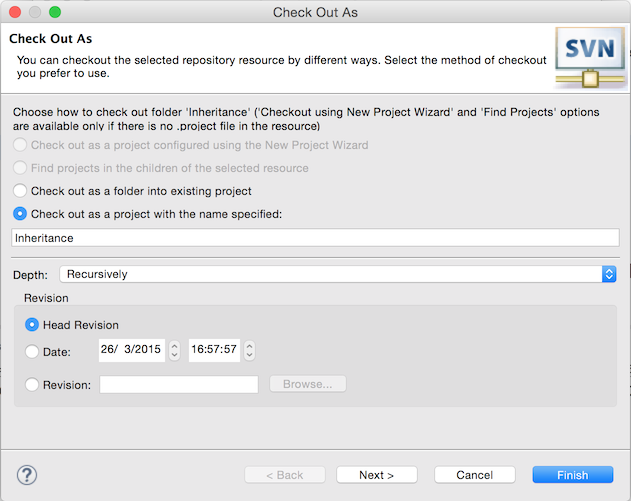 Check Out As
Check Out As
You can checkout the selected repository resource by different ways. Select the method of checkout
you prefer to use.
SVN
Choose how to check out folder 'Inheritance' ('Checkout using New Project Wizard' and 'Find Projects' options
are available only if there is no .project file in the resource)
Check out as a project configured using the New Project Wizard
Find projects in the children of the selected resource
Check out as a folder into existing project
Check out as a project with the name specified:
Inheritance
Depth: Recursively
Revision
Head Revision
Date: 26/ 3/2015 16:57:57
Revision: Browse...
? < Back Next > Cancel Finish